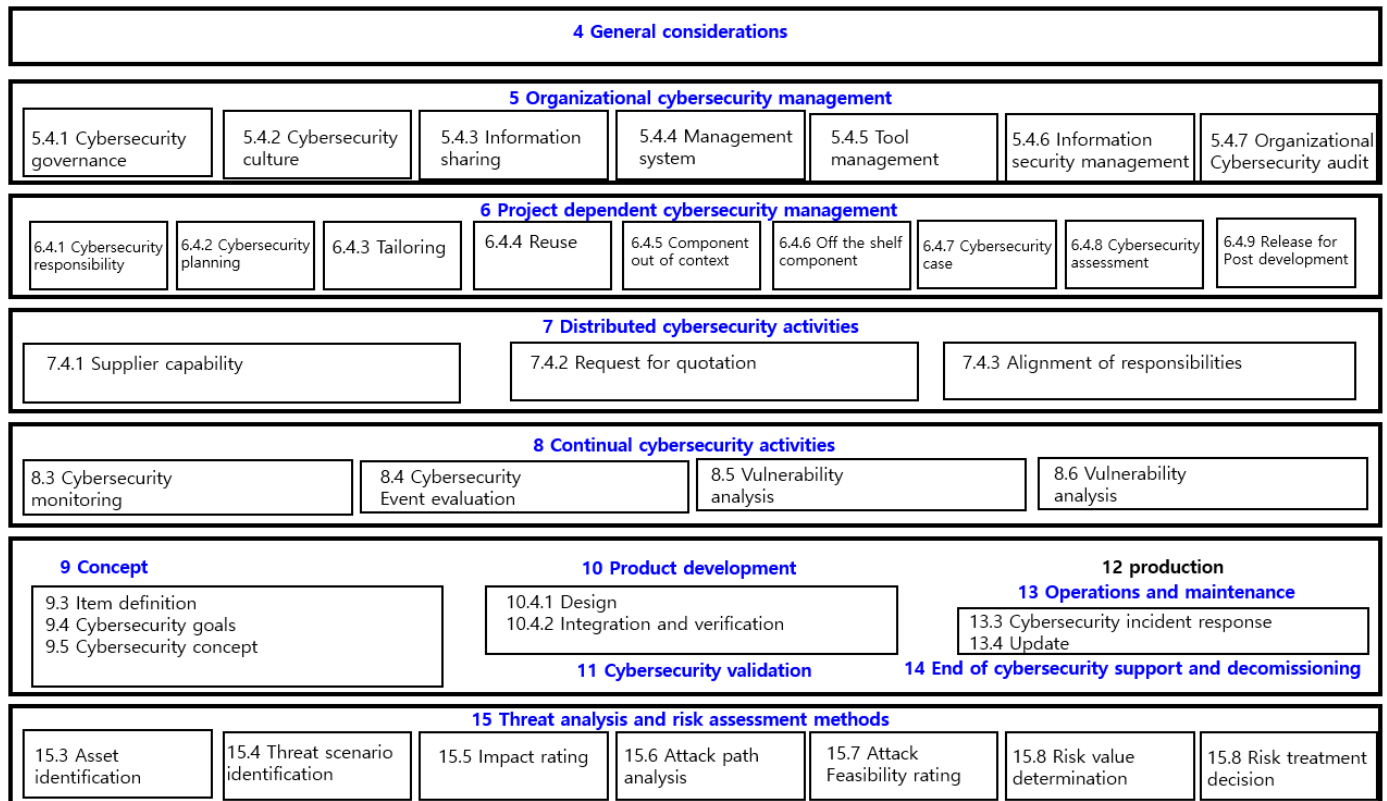 4 General considerations
5 Organizational cybersecurity management
5.4.1 Cybersecurity
governance
5.4.2 Cybersecurity
culture
5.4.3 Information
sharing
5.4.4 Management
system
5.4.5 Tool
management
5.4.6 Information
security management
5.4.7 Organizational
Cybersecurity audit
6 Project dependent cybersecurity management
6.4.1 Cybersecurity
responsibility
6.4.2 Cybersecurity
planning
6.4.3 Tailoring
6.4.4 Reuse
6.4.5 Component
out of context
6.4.6 Off the shelf
component
6.4.7 Cybersecurity
case
6.4.8 Cybersecurity
assessment
6.4.9 Release for
Post development
7 Distributed cybersecurity activities
7.4.1 Supplier capability
7.4.2 Request for quotation
7.4.3 Alignment of responsibilities
8 Continual cybersecurity activities
8.3 Cybersecurity
monitoring
8.4 Cybersecurity
Event evaluation
8.5 Vulnerability
analysis
8.6 Vulnerability
analysis
9 Concept
9.3 Item definition
9.4 Cybersecurity goals
9.5 Cybersecurity concept
10 Product development
10.4.1 Design
10.4.2 Integration and verification
11 Cybersecurity validation
12 production
13 Operations and maintenance
13.3 Cybersecurity incident response
13.4 Update
14 End of cybersecurity support and decomissioning
15 Threat analysis and risk assessment methods
15.3 Asset
identification
15.4 Threat scenario
identification
15.5 Impact rating
15.6 Attack path
analysis
15.7 Attack
Feasibility rating
15.8 Risk value
determination
15.8 Risk treatment
decision